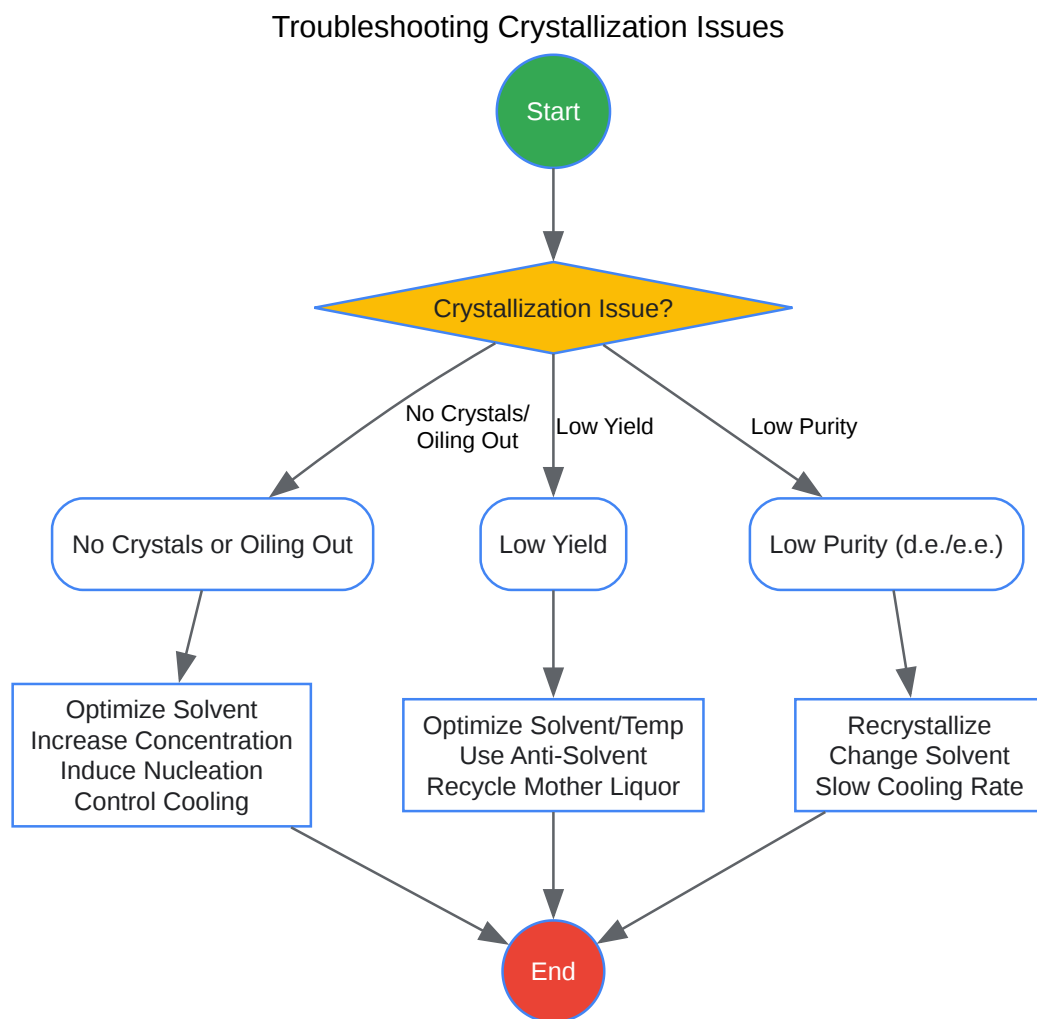 Troubleshooting Crystallization Issues
Start
Crystallization Issue?
No Crystals/
Oiling Out
Low Yield
Low Purity
No Crystals or Oiling Out
Low Yield
Low Purity (d.e./e.e.)
Optimize Solvent
Increase Concentration
Induce Nucleation
Control Cooling
Optimize Solvent/Temp
Use Anti-Solvent
Recycle Mother Liquor
Recrystallize
Change Solvent
Slow Cooling Rate
End